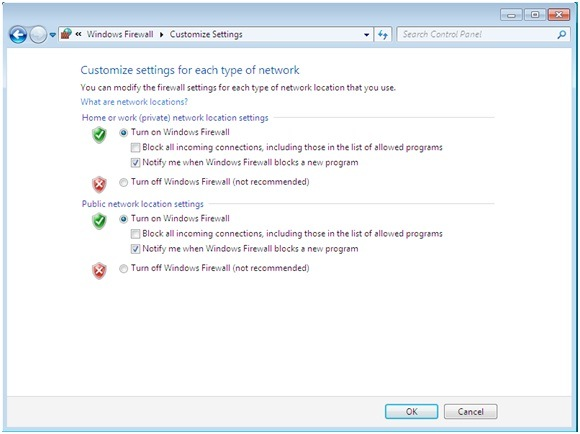 « Windows Firewall ▸ Customize Settings
Search Control Panel
Customize settings for each type of network
You can modify the firewall settings for each type of network location that you use.
What are network locations?
Home or work (private) network location settings
Turn on Windows Firewall
Block all incoming connections, including those in the list of allowed programs
Notify me when Windows Firewall blocks a new program
Turn off Windows Firewall (not recommended)
Public network location settings
Turn on Windows Firewall
Block all incoming connections, including those in the list of allowed programs
Notify me when Windows Firewall blocks a new program
Turn off Windows Firewall (not recommended)
OK
Cancel